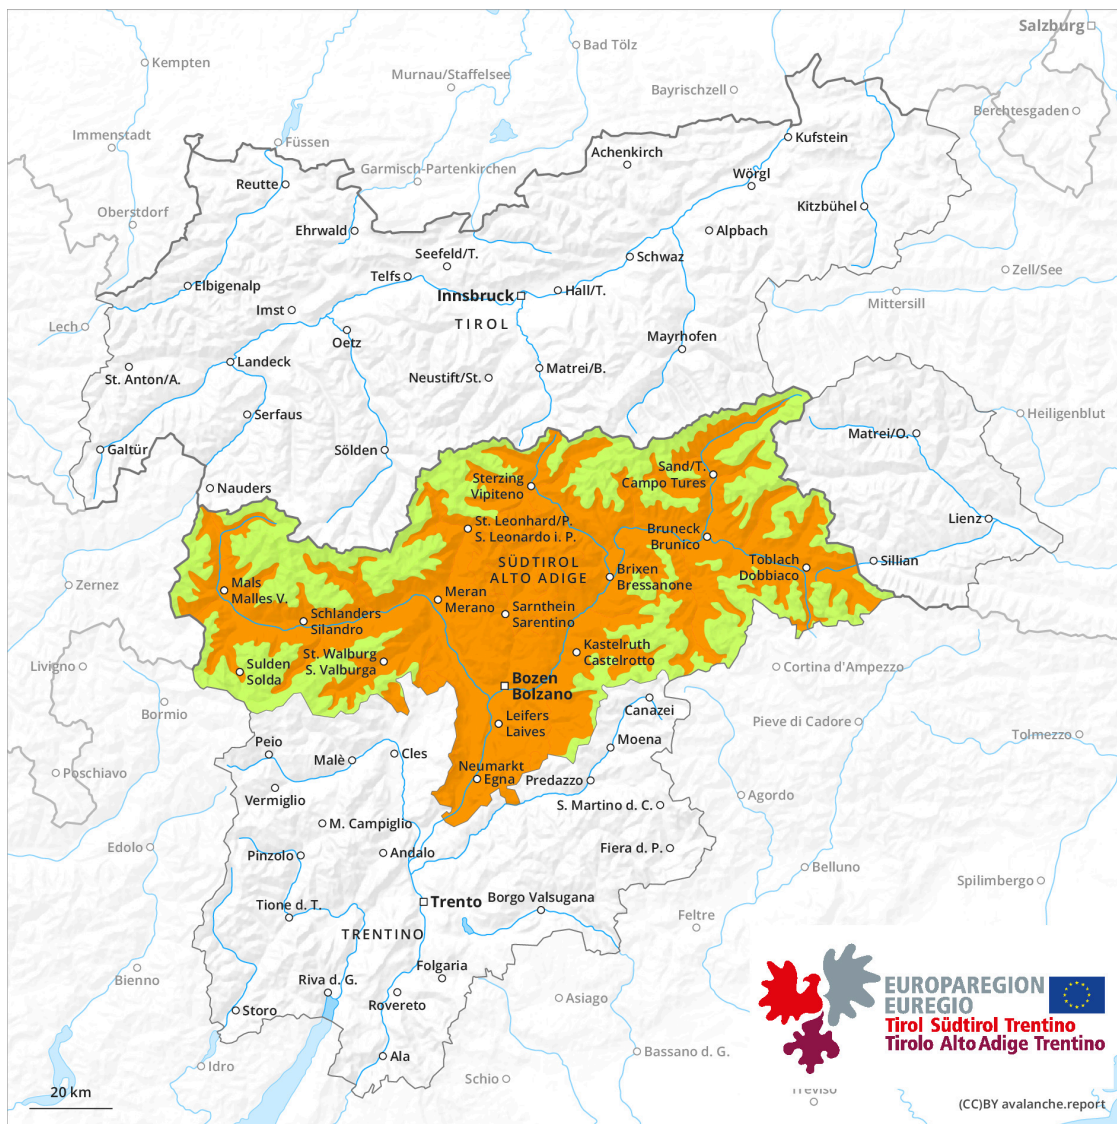 Salzburg
Bad Tölz
Kempten
Murnau/Staffelsee
Bayrischzell
Berchtesgaden
Immenstadt
Füssen
Kufstein
Achenkirch
Garmisch-Partenkirchen
Wörgl
Reutte
Oberstdorf
Kitzbühel
Ehrwald
Alpbach
Seefeld/T.
Schwaz
Zell/See
Telfs
Elbigenalp
Innsbruck
Hall/T.
Mittersill
Imst
TIROL
Lech
Oetz
Mayrhofen
Landeck
Matrei/B.
St. Anton/A.
Neustift/St.
Serfaus
Heiligenblut
Matrei/O.
Galtür
Sölden
Sand/T.
Campo Tures
Sterzing
Vipiteno
Nauders
Lienz
St. Leonhard/P.
S. Leonardo i. P.
Bruneck
Brunico
SÜDTIROL
ALTO ADIGE
Toblach
Dobbiaco
Sillian
Brixen
Bressanone
Zernez
Mals
Malles V.
Meran
Merano
Sarnthein
Sarentino
Schlanders
Silandro
Kastelruth
Castelrotto
St. Walburg
S. Valburga
Livigno
Sulden
Solda
Cortina d'Ampezzo
Bozen
Bolzano
Bormio
Canazei
Leifers
Laives
Pieve di Cadore
Tolmezzo
Peio
Moena
Malè
Cles
Poschiavo
Neumarkt
Egna
Predazzo
Vermiglio
Agordo
S. Martino d. C.
M. Campiglio
Edolo
Pinzolo
Andalo
Fiera d. P.
Belluno
Spilimbergo
Trento
Borgo Valsugana
Tione d. T.
Feltre
TRENTINO
Folgaria
Bienno
Riva d. G.
Rovereto
Asiago
Storo
EUROPAREGION
EUREGIO
Tirol Südtirol Trentino
Tirolo Alto Adige Trentino
Ala
Bassano d. G.
Idro
Schio
Treviso
20 km
(CC)BY avalanche.report